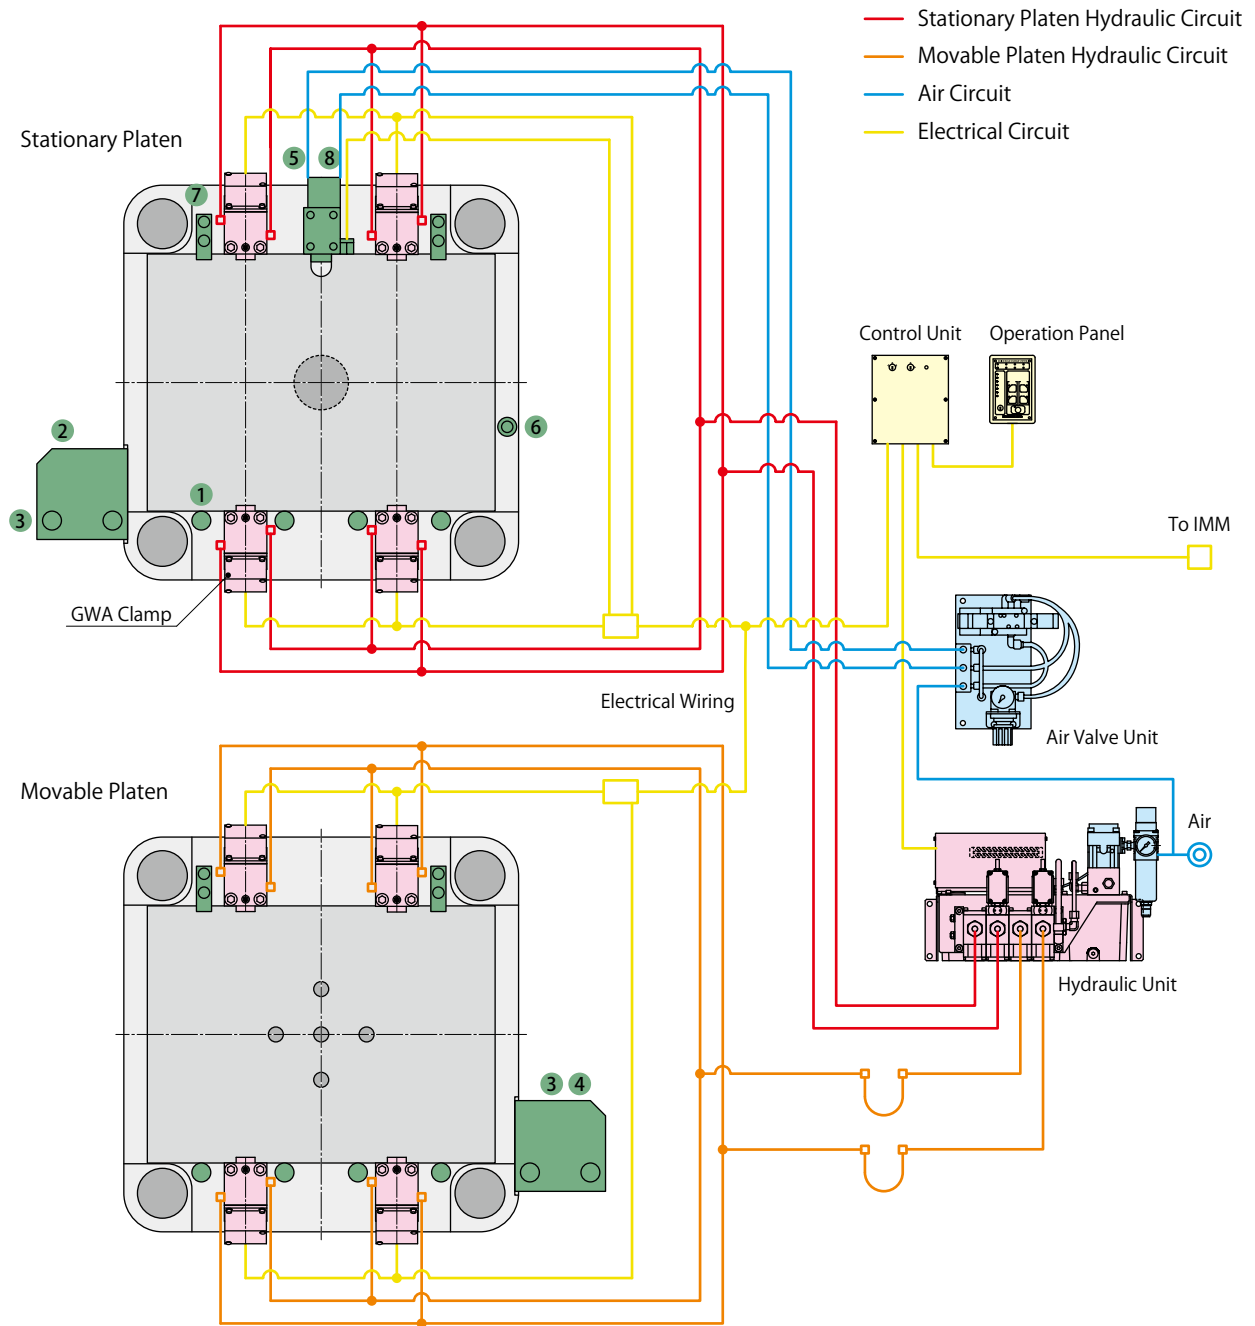 Stationary Platen Hydraulic Circuit
Movable Platen Hydraulic Circuit
Air Circuit
Electrical Circuit
Stationary Platen
5 8
7
Control Unit Operation Panel
2
6
1
3
To IMM
GWA Clamp
Electrical Wiring
P
Air Valve Unit
Movable Platen
Air
Hydraulic Unit
3 4